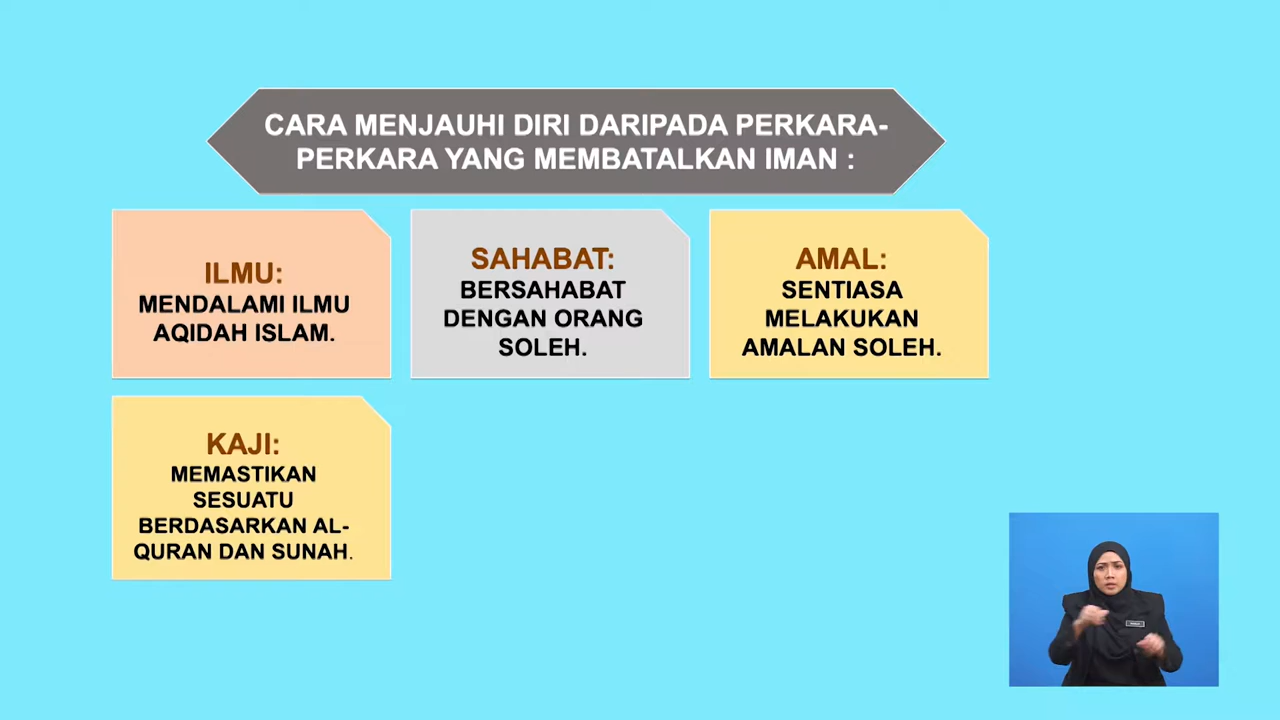 CARA MENJAUHI DIRI DARIPADA PERKARA-
PERKARA YANG MEMBATALKAN IMAN :
ILMU:
MENDALAMI ILMU
AQIDAH ISLAM.
SAHABAT:
BERSAHABAT
DENGAN ORANG
SOLEH.
AMAL:
SENTIASA
MELAKUKAN
AMALAN SOLEH.
KAJI:
MEMASTIKAN
SESUATU
BERDASARKAN AL-
QURAN DAN SUNAH.